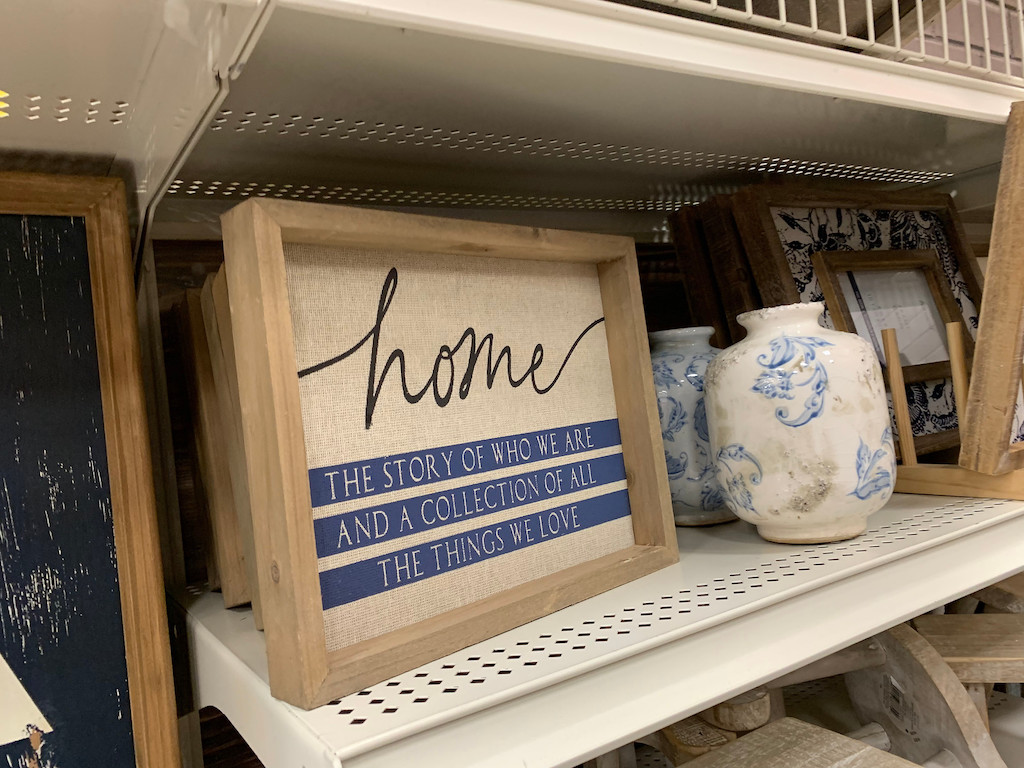 home
THE STORY OF WHO WE ARE
AND A COLLECTION OF ALL
THE THINGS WE LOVE